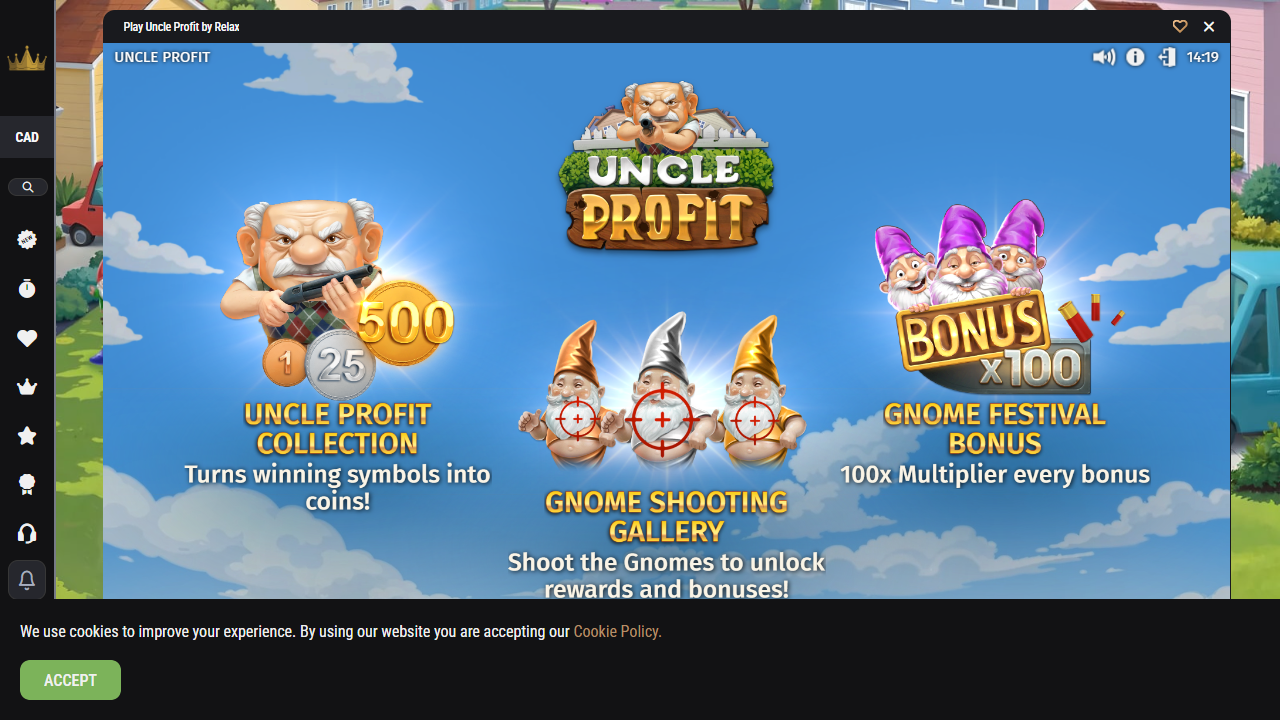 Play Uncle Profit by Relax
UNCLE PROFIT
14:19
CAD
NEW
UNCLE
PROFIT
500
1
25
BONUS
x100
UNCLE PROFIT
COLLECTION
Turns winning symbols into
coins!
GNOME SHOOTING
GALLERY
Shoot the Gnomes to unlock
rewards and bonuses!
GNOME FESTIVAL
BONUS
100x Multiplier every bonus
We use cookies to improve your experience. By using our website you are accepting our Cookie Policy.
ACCEPT